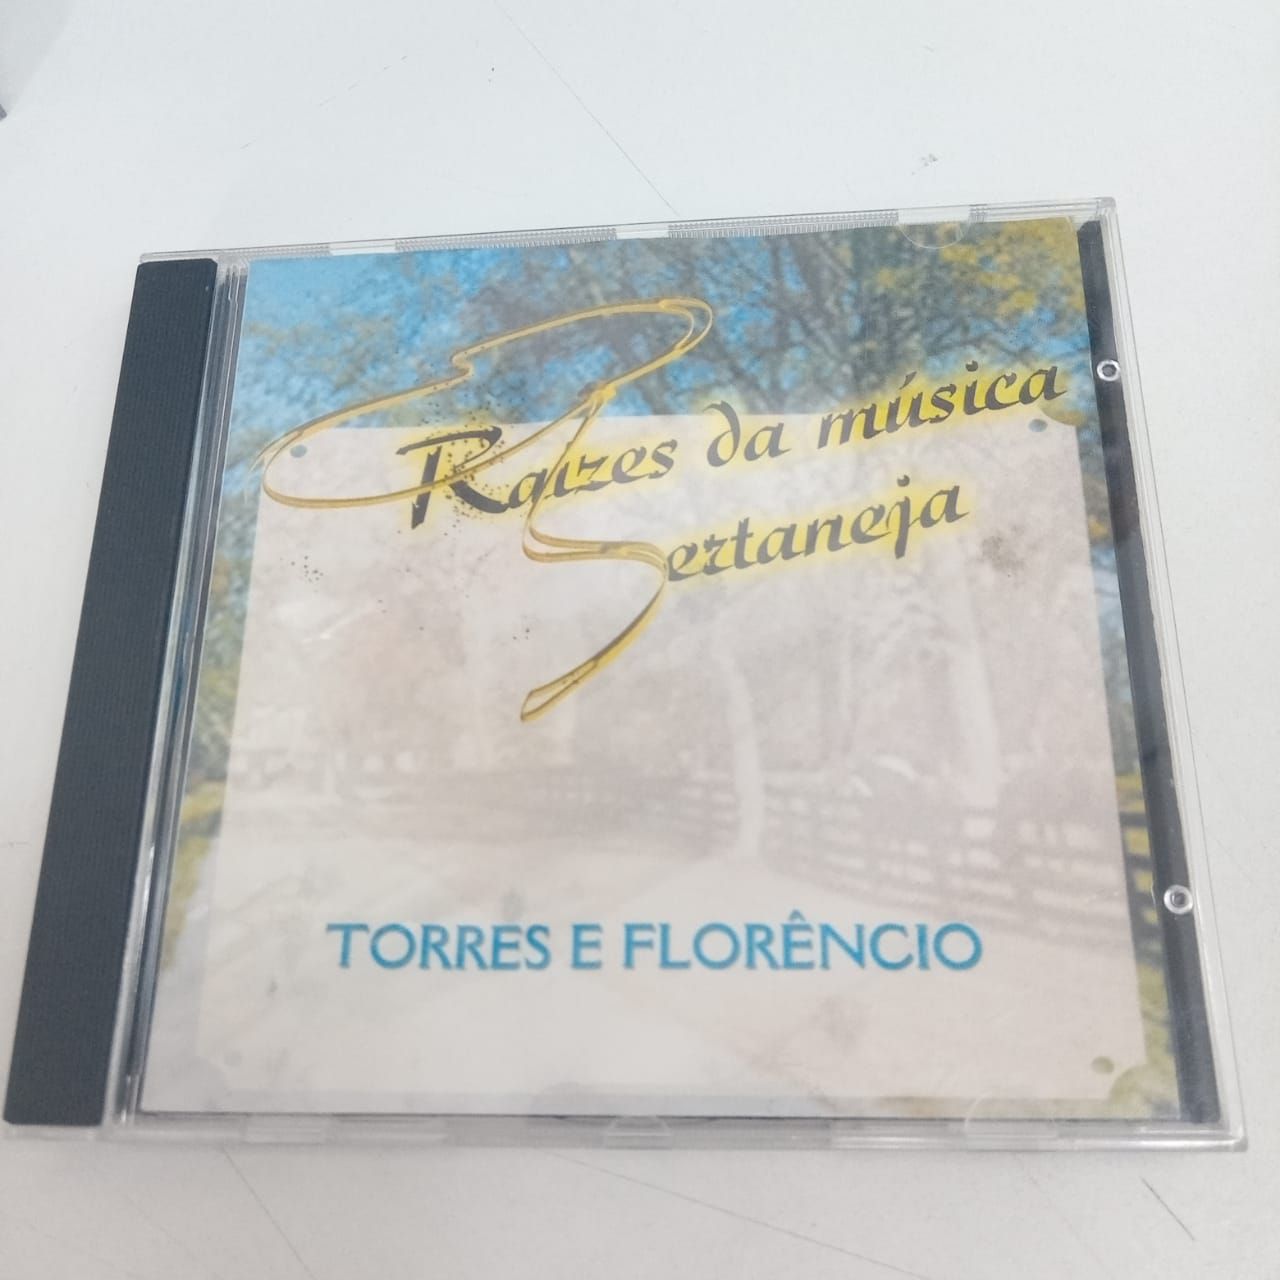 Raízes da música
Sertaneja
TORRES E FLORÊNCIO